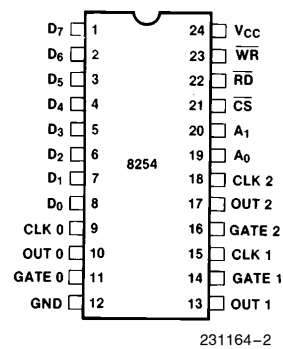 D7 1 24 VCC
D6 2 23 WR
D5 3 22 RD
D4 4 21 CS
D3 5 20 A1
D2 6 8254 19 A0
D1 7 18 CLK 2
D0 8 17 OUT 2
CLK 0 9 16 GATE 2
OUT 0 10 15 CLK 1
GATE 0 11 14 GATE 1
GND 12 13 OUT 1
231164–2